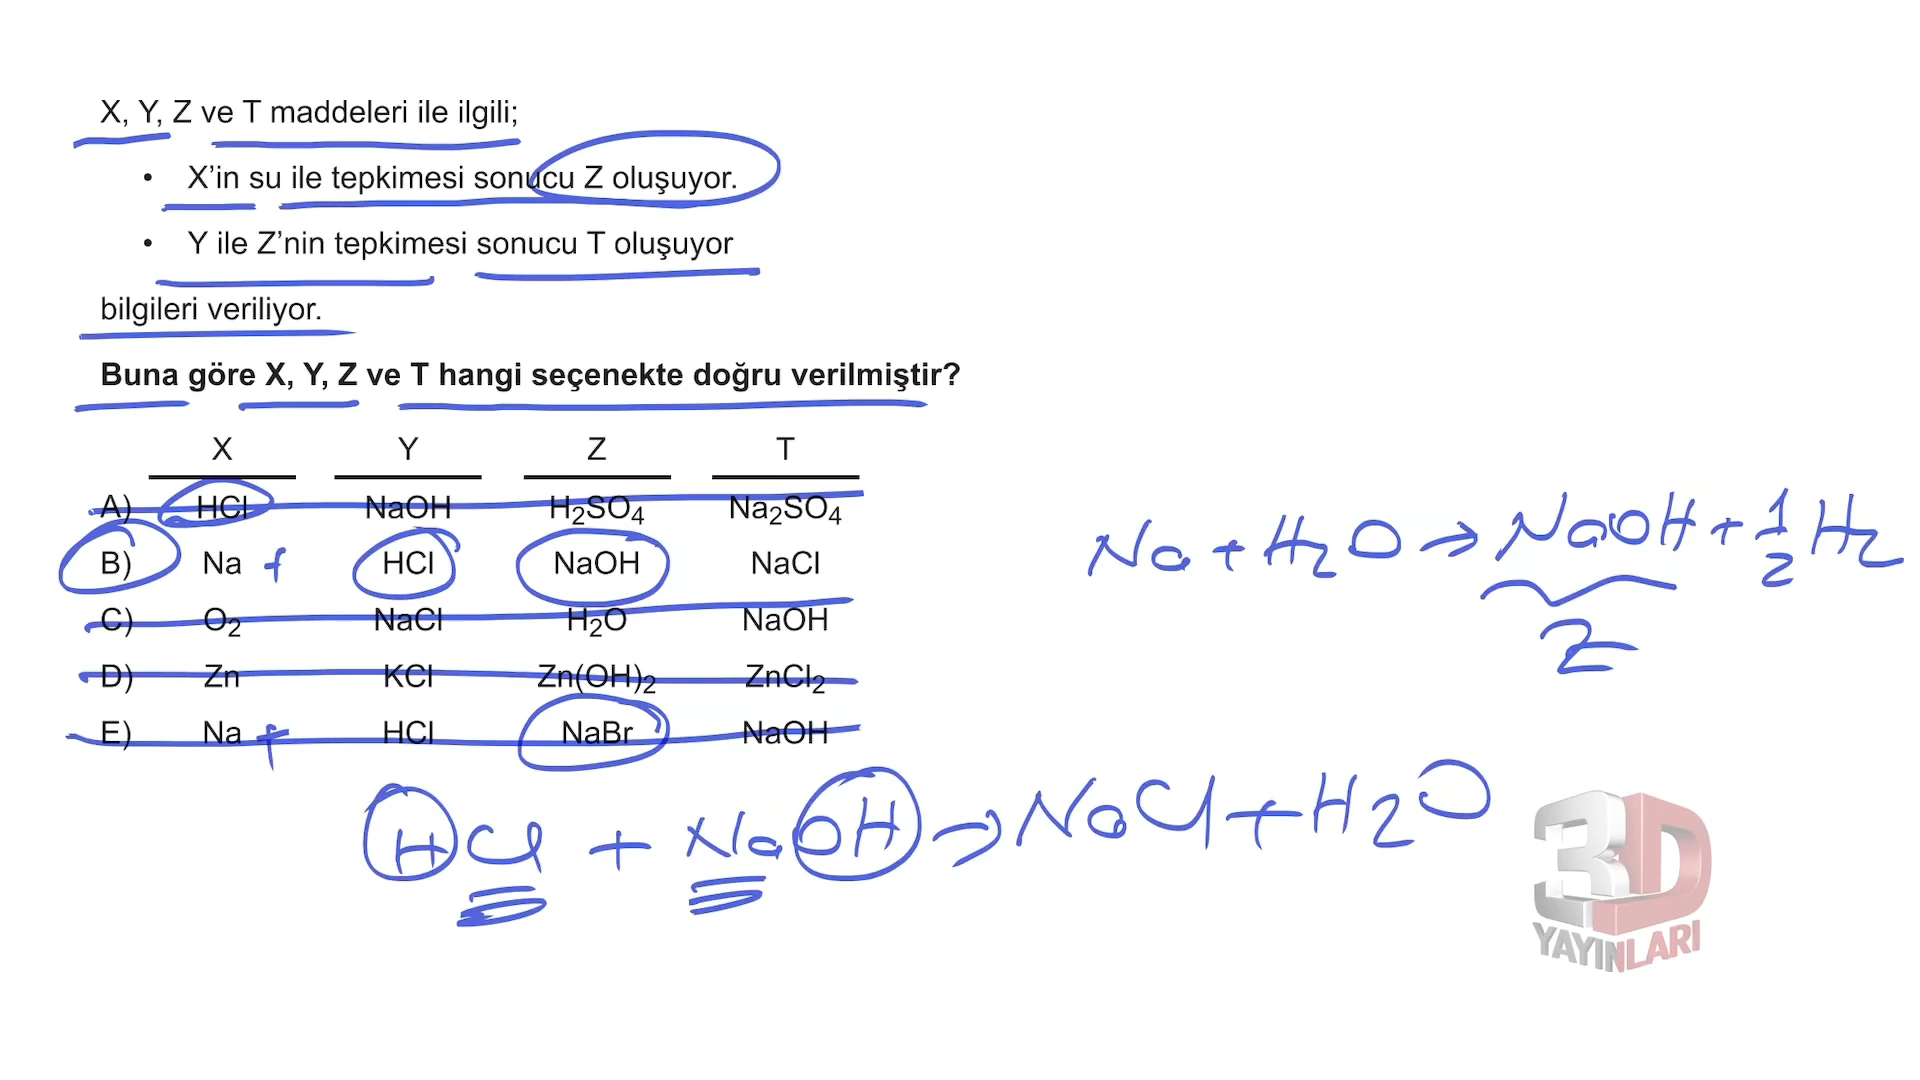 X, Y, Z ve T maddeleri ile ilgili;
• X’in su ile tepkimesi sonucu Z oluşuyor.
• Y ile Z’nin tepkimesi sonucu T oluşuyor
bilgileri veriliyor.
Buna göre X, Y, Z ve T hangi seçenekte doğru verilmiştir?
X Y Z T
A) HCl NaOH H₂SO₄ Na₂SO₄
B) Na HCl NaOH NaCl
C) O₂ NaCl H₂O NaOH
D) Zn KCl Zn(OH)₂ ZnCl₂
E) Na HCl NaBr NaOH
Na + H₂O → NaOH + 1/2 H₂
Z
HCl + NaOH → NaCl + H₂O
3D
YAYINLARI